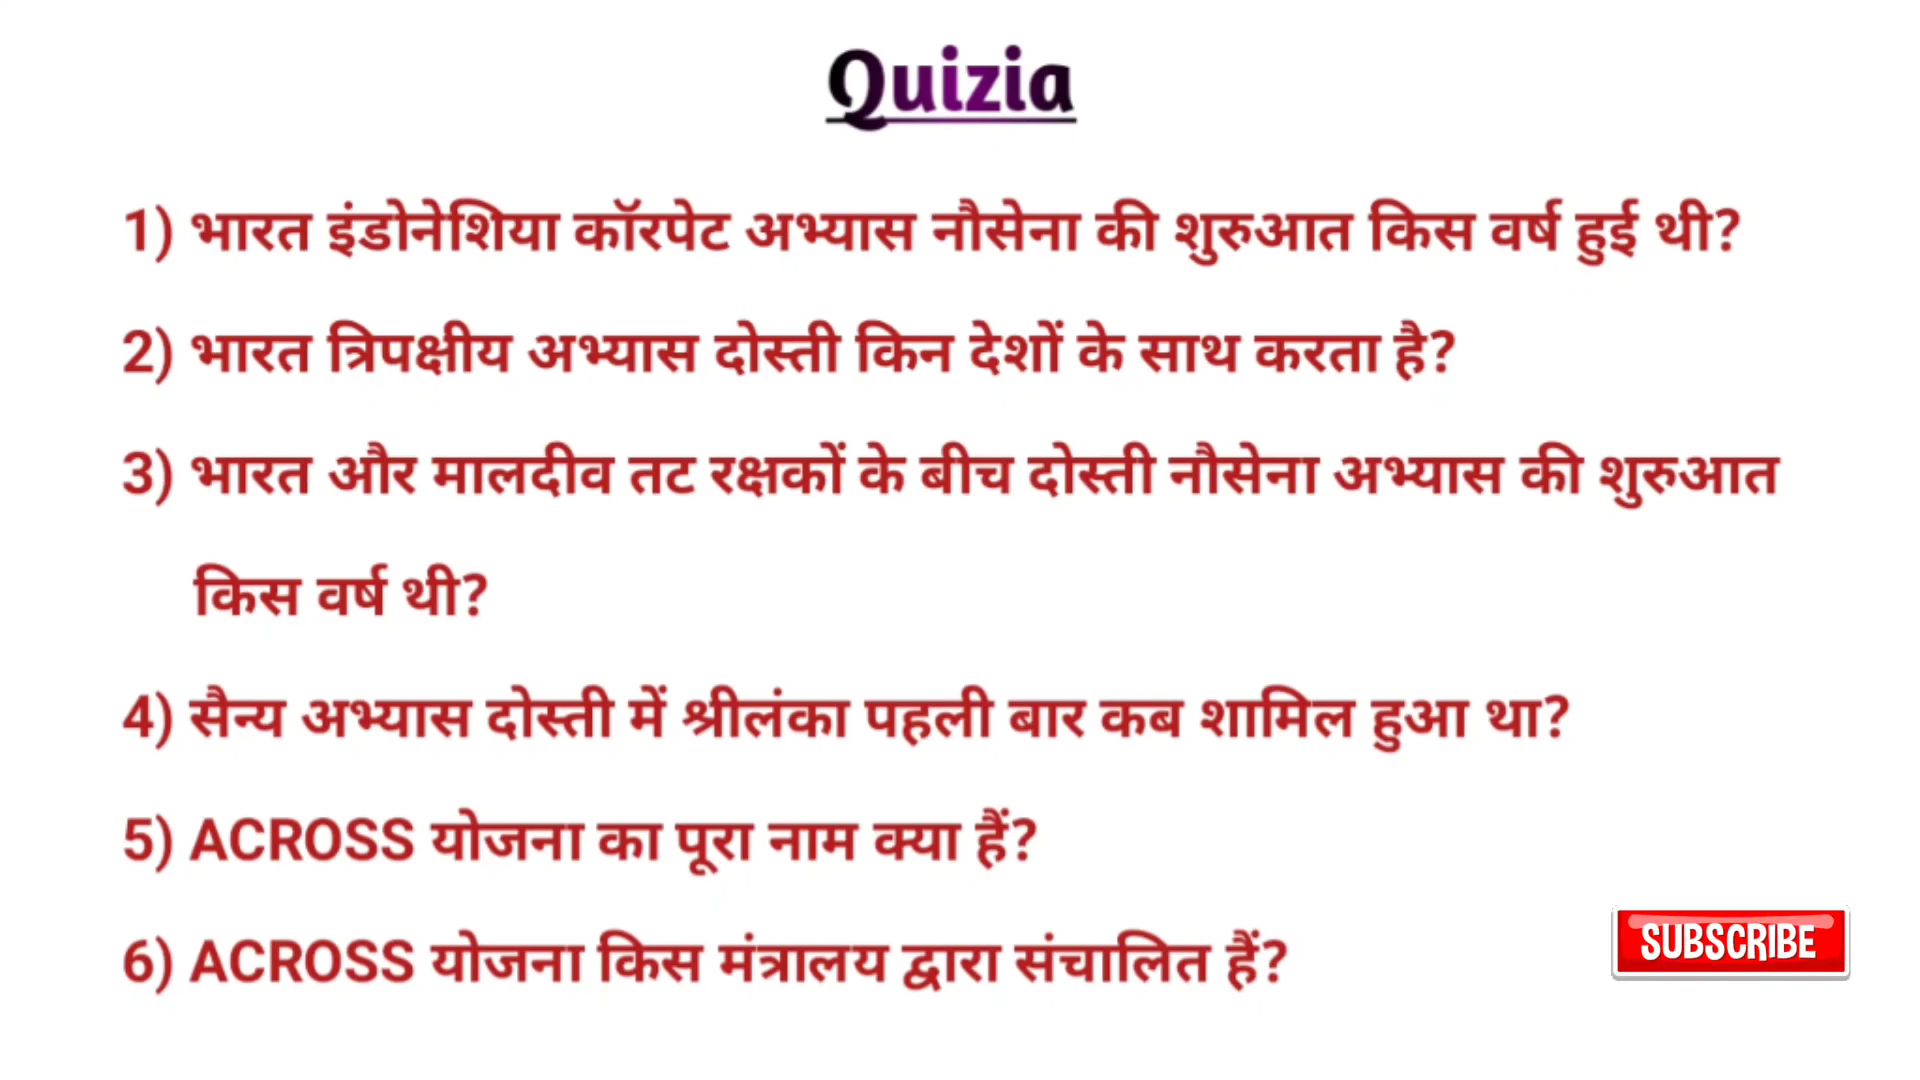 Quizia
1) भारत इंडोनेशिया कॉरपेट अभ्यास नौसेना की शुरुआत किस वर्ष हुई थी?
2) भारत त्रिपक्षीय अभ्यास दोस्ती किन देशों के साथ करता है?
3) भारत और मालदीव तट रक्षकों के बीच दोस्ती नौसेना अभ्यास की शुरुआत
किस वर्ष थी?
4) सैन्य अभ्यास दोस्ती में श्रीलंका पहली बार कब शामिल हुआ था?
5) ACROSS योजना का पूरा नाम क्या हैं?
6) ACROSS योजना किस मंत्रालय द्वारा संचालित हैं?
SUBSCRIBE